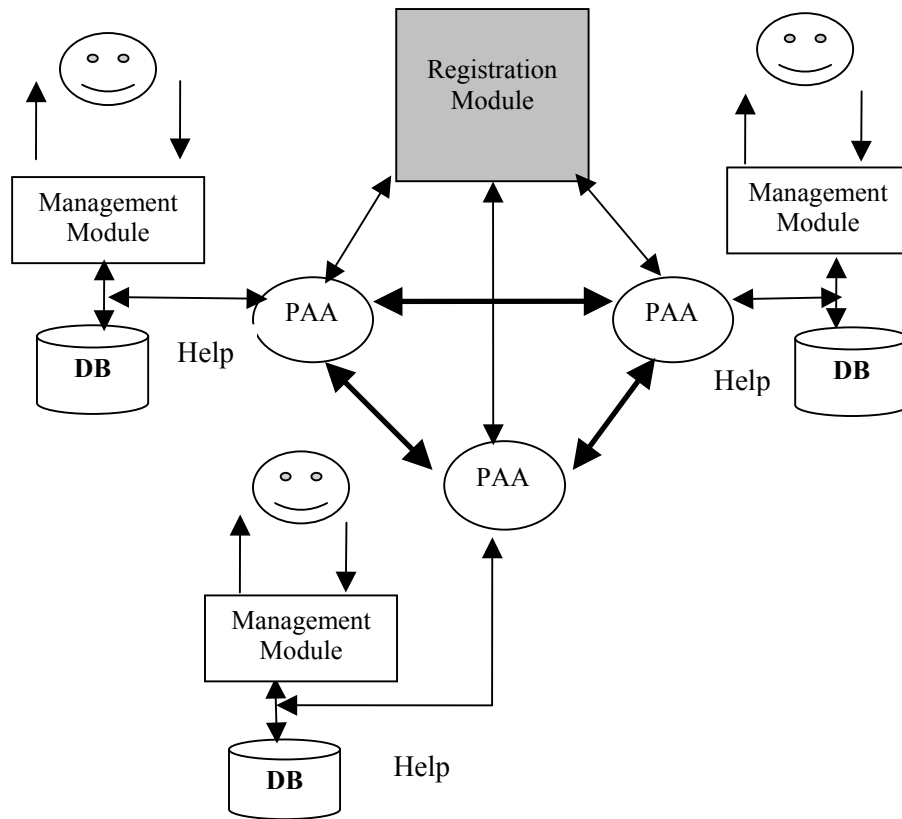 Registration
Module
Management
Module
Management
Module
PAA
PAA
DB
Help
Help
DB
PAA
Management
Module
DB
Help